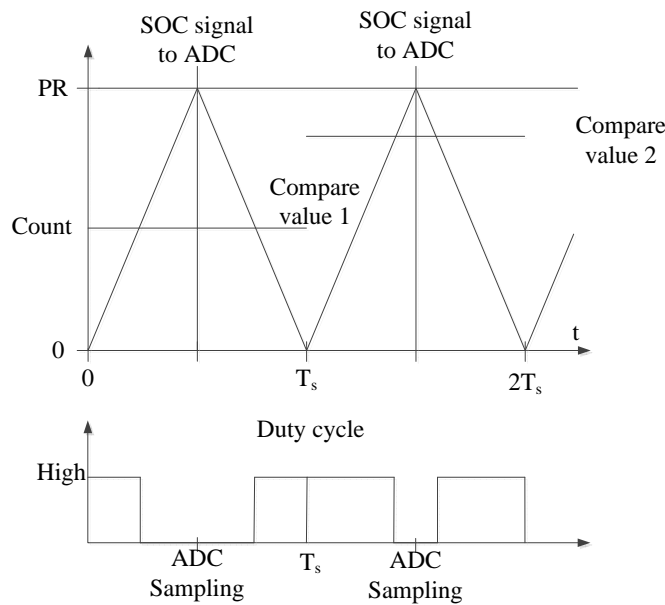 SOC signal
to ADC
SOC signal
to ADC
PR
Compare
value 2
Compare
value 1
Count
0
t
0
Tₛ
2Tₛ
Duty cycle
High
ADC
Sampling
Tₛ
ADC
Sampling